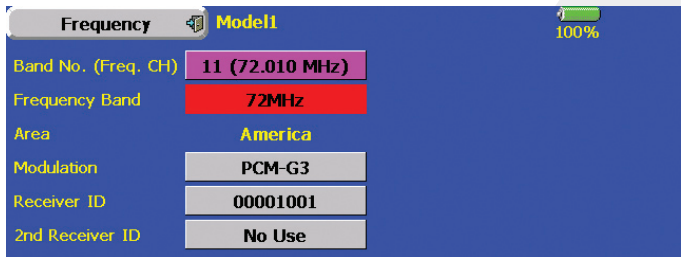 Frequency Model1 100%
Band No. (Freq. CH) 11 (72.010 MHz)
Frequency Band 72MHz
Area America
Modulation PCM-G3
Receiver ID 00001001
2nd Receiver ID No Use